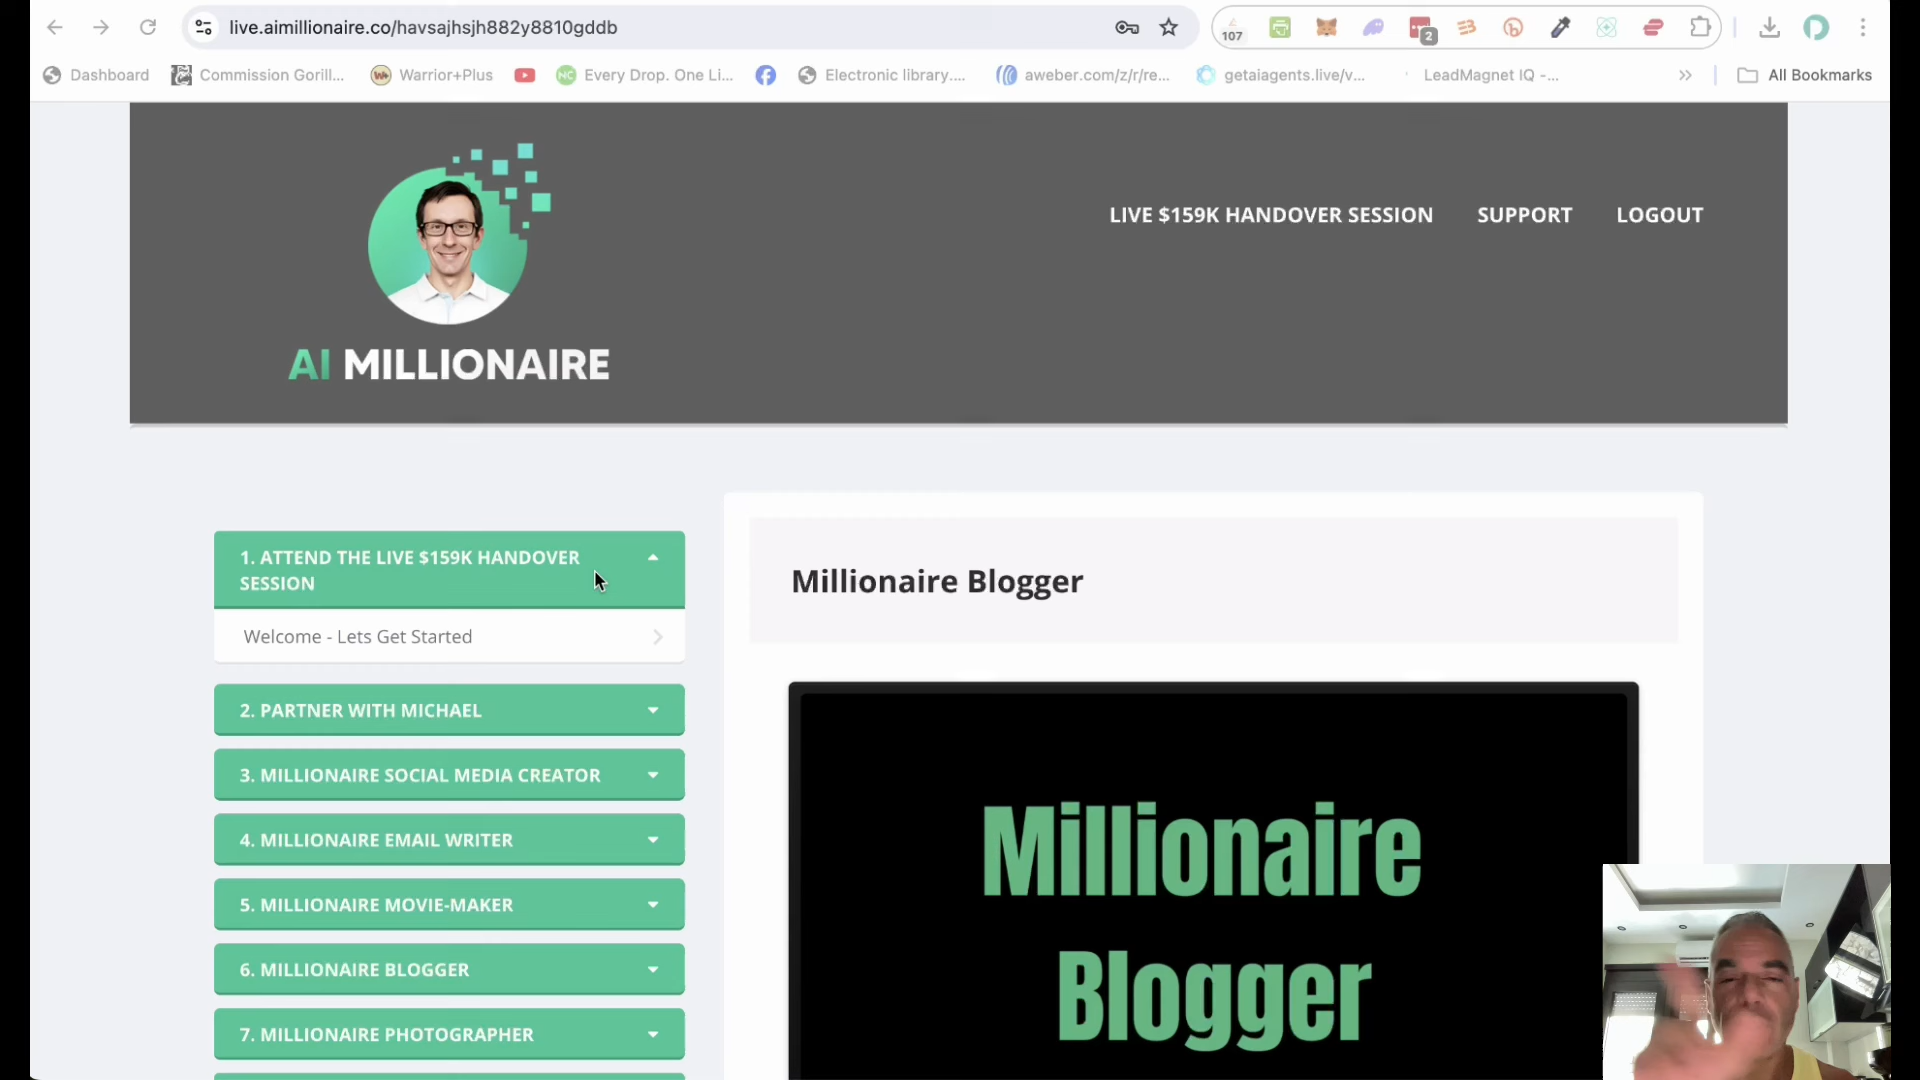 live.aimillionaire.co/havsajhsjh882y8810gddb
107
2
Dashboard
Commission Gorill...
W+
Warrior+Plus
NC
Every Drop. One Li...
Electronic library....
aweber.com/z/r/re...
getaiagents.live/v...
LeadMagnet IQ -...
All Bookmarks
AI MILLIONAIRE
LIVE $159K HANDOVER SESSION
SUPPORT
LOGOUT
1. ATTEND THE LIVE $159K HANDOVER
SESSION
Welcome - Lets Get Started
2. PARTNER WITH MICHAEL
3. MILLIONAIRE SOCIAL MEDIA CREATOR
4. MILLIONAIRE EMAIL WRITER
5. MILLIONAIRE MOVIE-MAKER
6. MILLIONAIRE BLOGGER
7. MILLIONAIRE PHOTOGRAPHER
Millionaire Blogger
Millionaire
Blogger